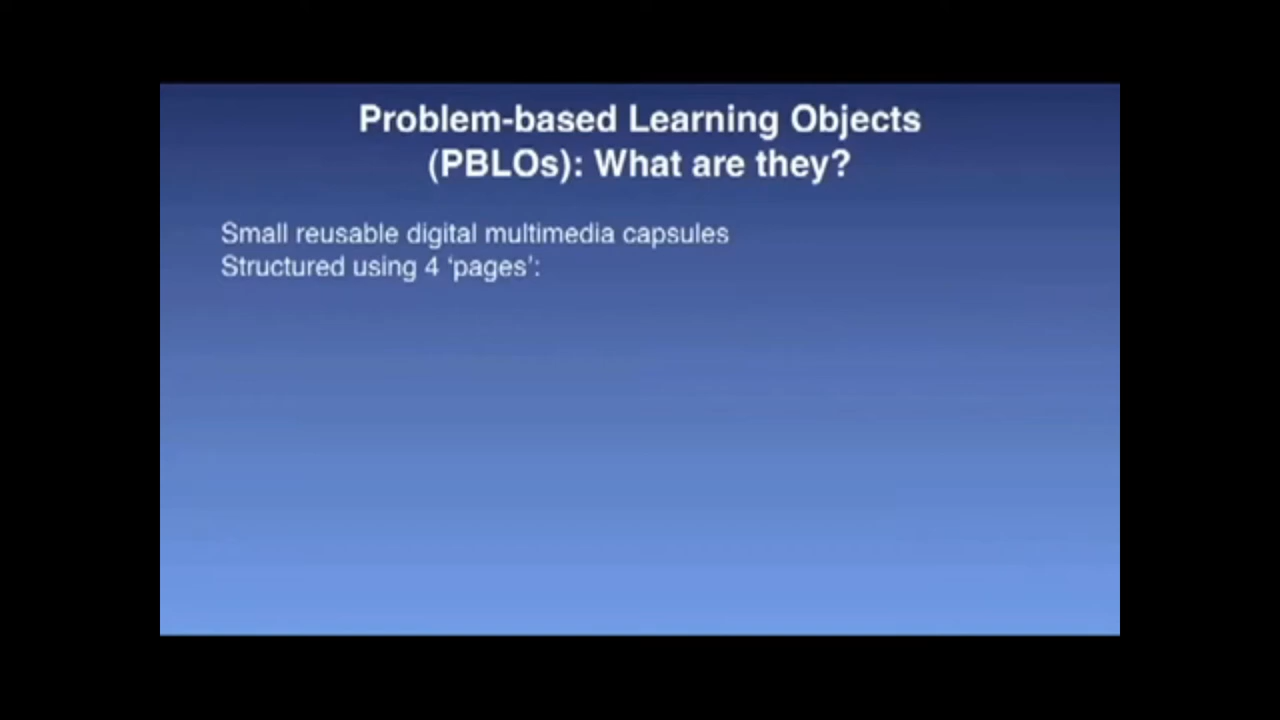 Problem-based Learning Objects
(PBLOs): What are they?
Small reusable digital multimedia capsules
Structured using 4 ‘pages’: